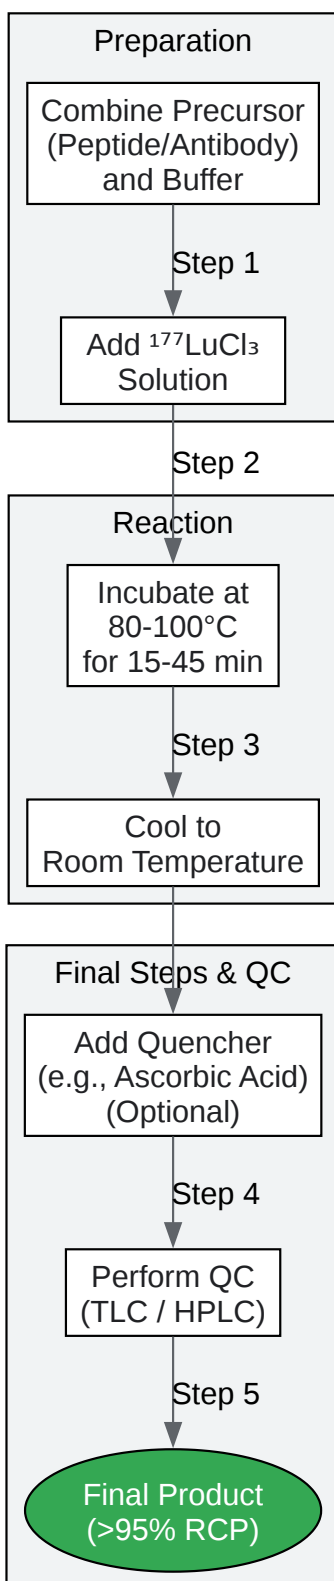 Preparation
Combine Precursor
(Peptide/Antibody)
and Buffer
Step 1
Add ¹⁷⁷LuCl₃
Solution
Step 2
Reaction
Incubate at
80-100°C
for 15-45 min
Step 3
Cool to
Room Temperature
Final Steps & QC
Add Quencher
(e.g., Ascorbic Acid)
(Optional)
Step 4
Perform QC
(TLC / HPLC)
Step 5
Final Product
(>95% RCP)